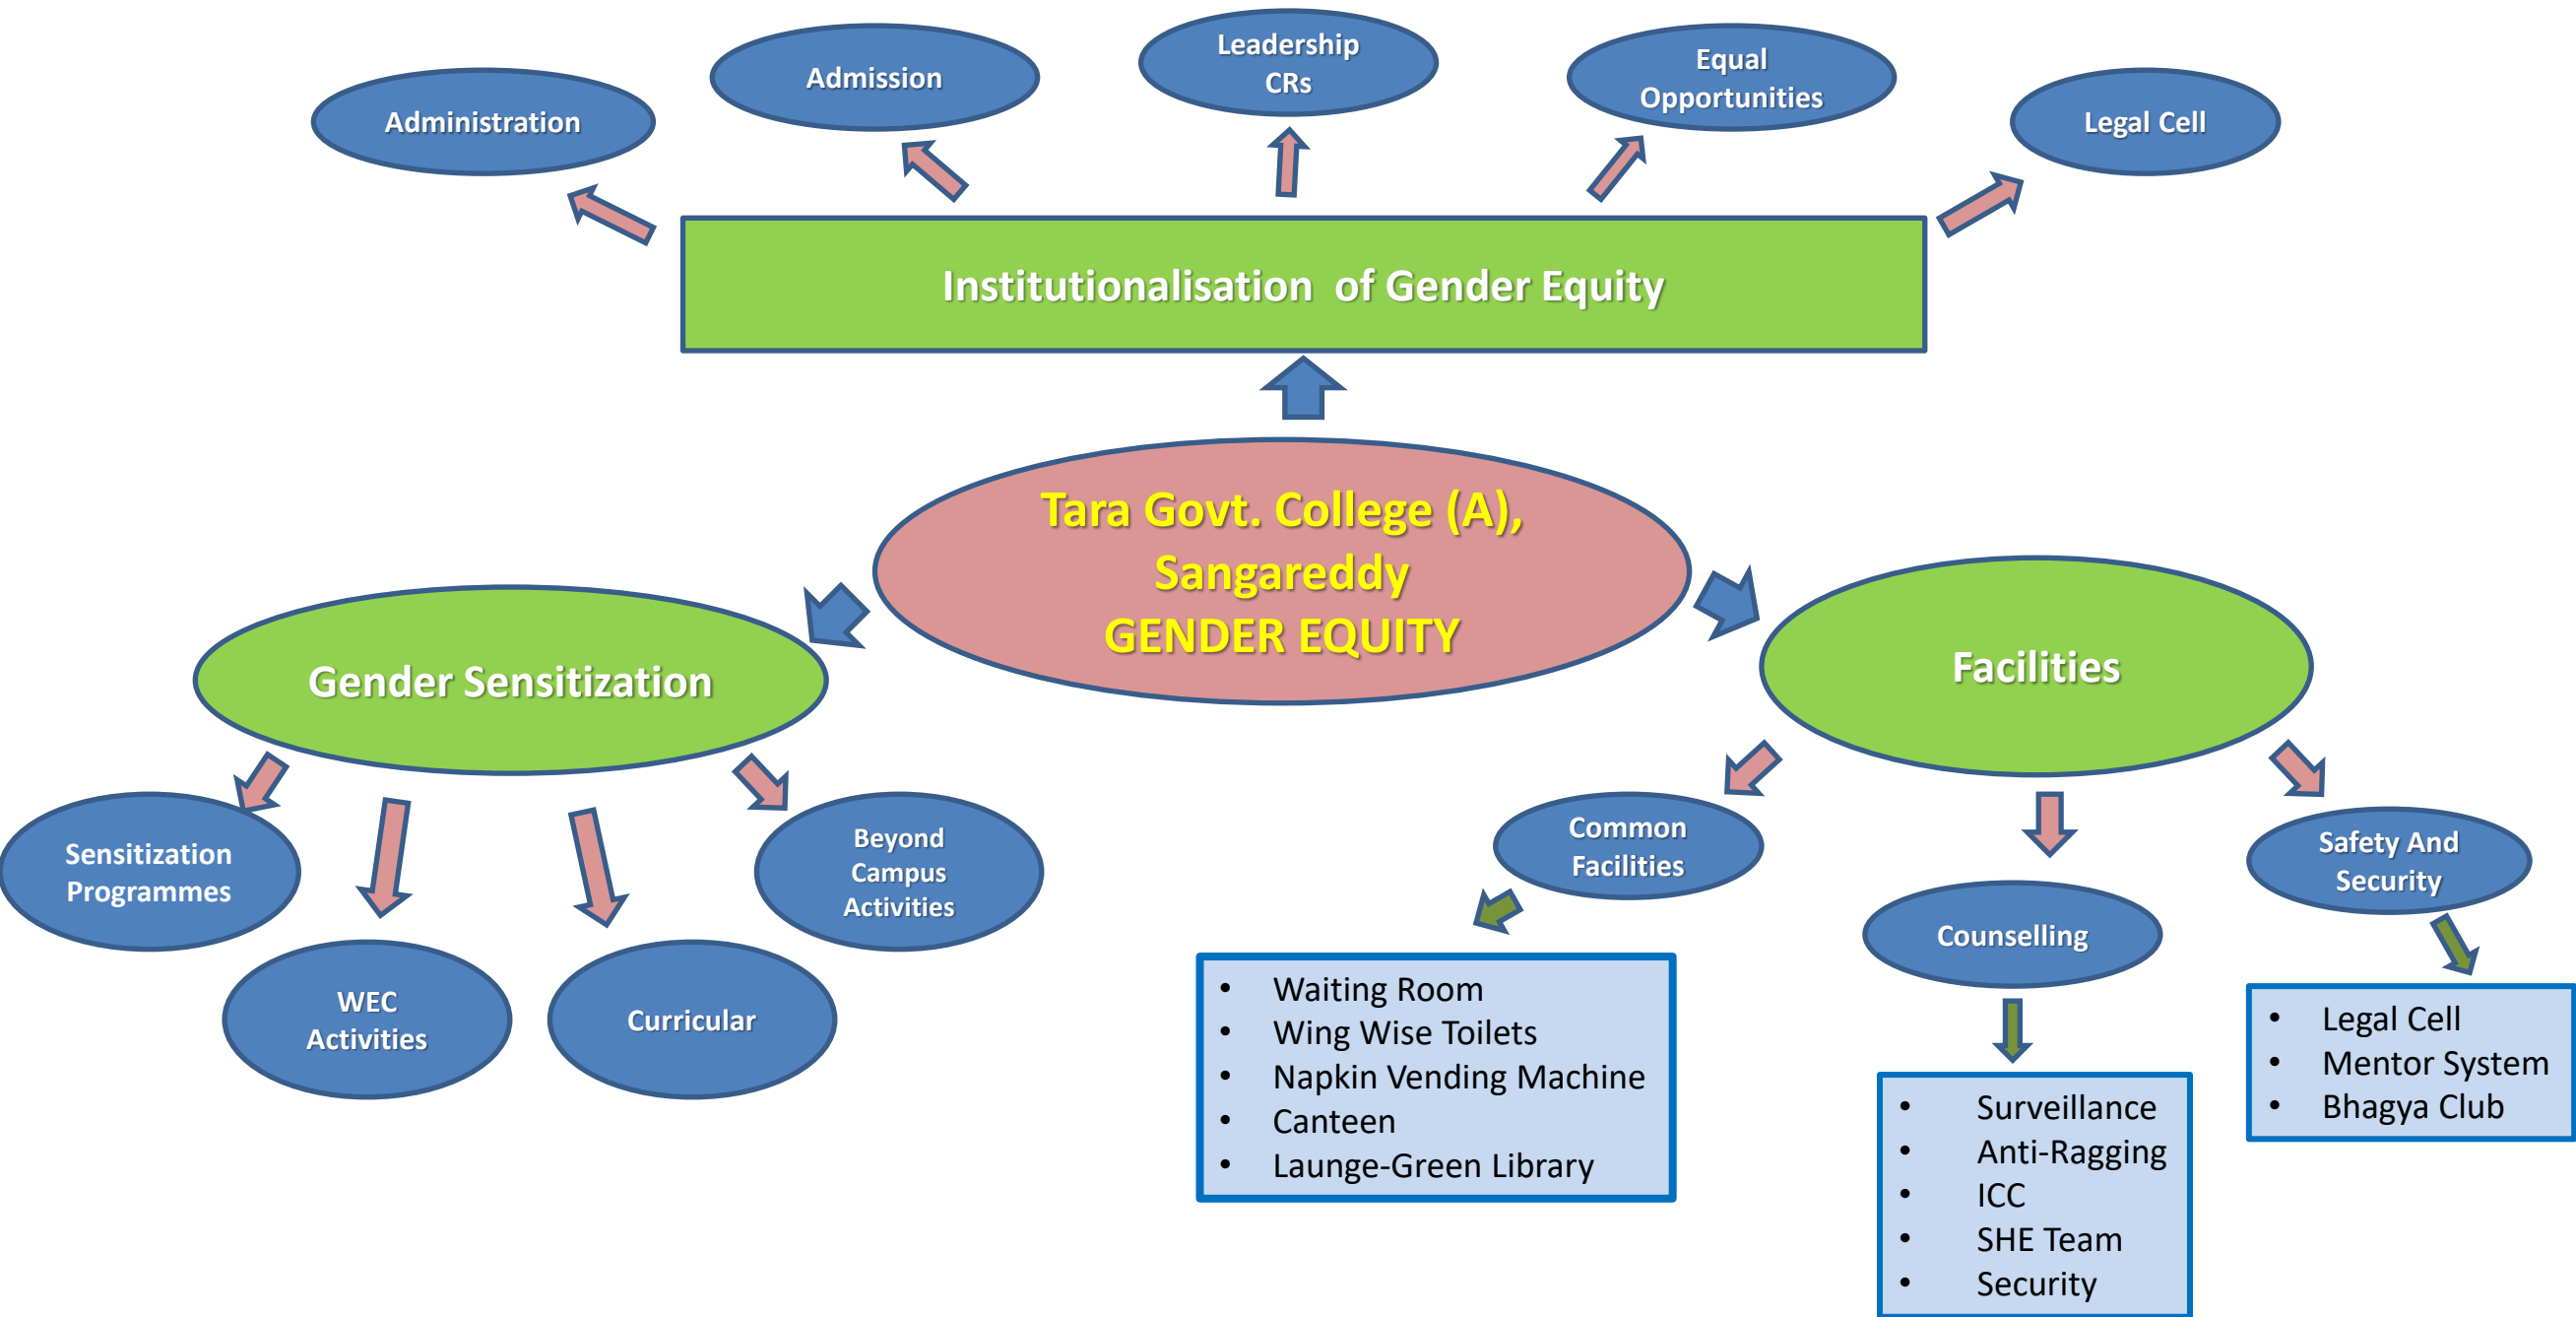 Administration
Admission
Leadership
CRs
Equal
Opportunities
Legal Cell
Institutionalisation of Gender Equity
Tara Govt. College (A),
Sangareddy
GENDER EQUITY
Gender Sensitization
Sensitization
Programmes
WEC
Activities
Curricular
Beyond
Campus
Activities
Facilities
Common
Facilities
• Waiting Room
• Wing Wise Toilets
• Napkin Vending Machine
• Canteen
• Launge-Green Library
Counselling
• Surveillance
• Anti-Ragging
• ICC
• SHE Team
• Security
Safety And
Security
• Legal Cell
• Mentor System
• Bhagya Club